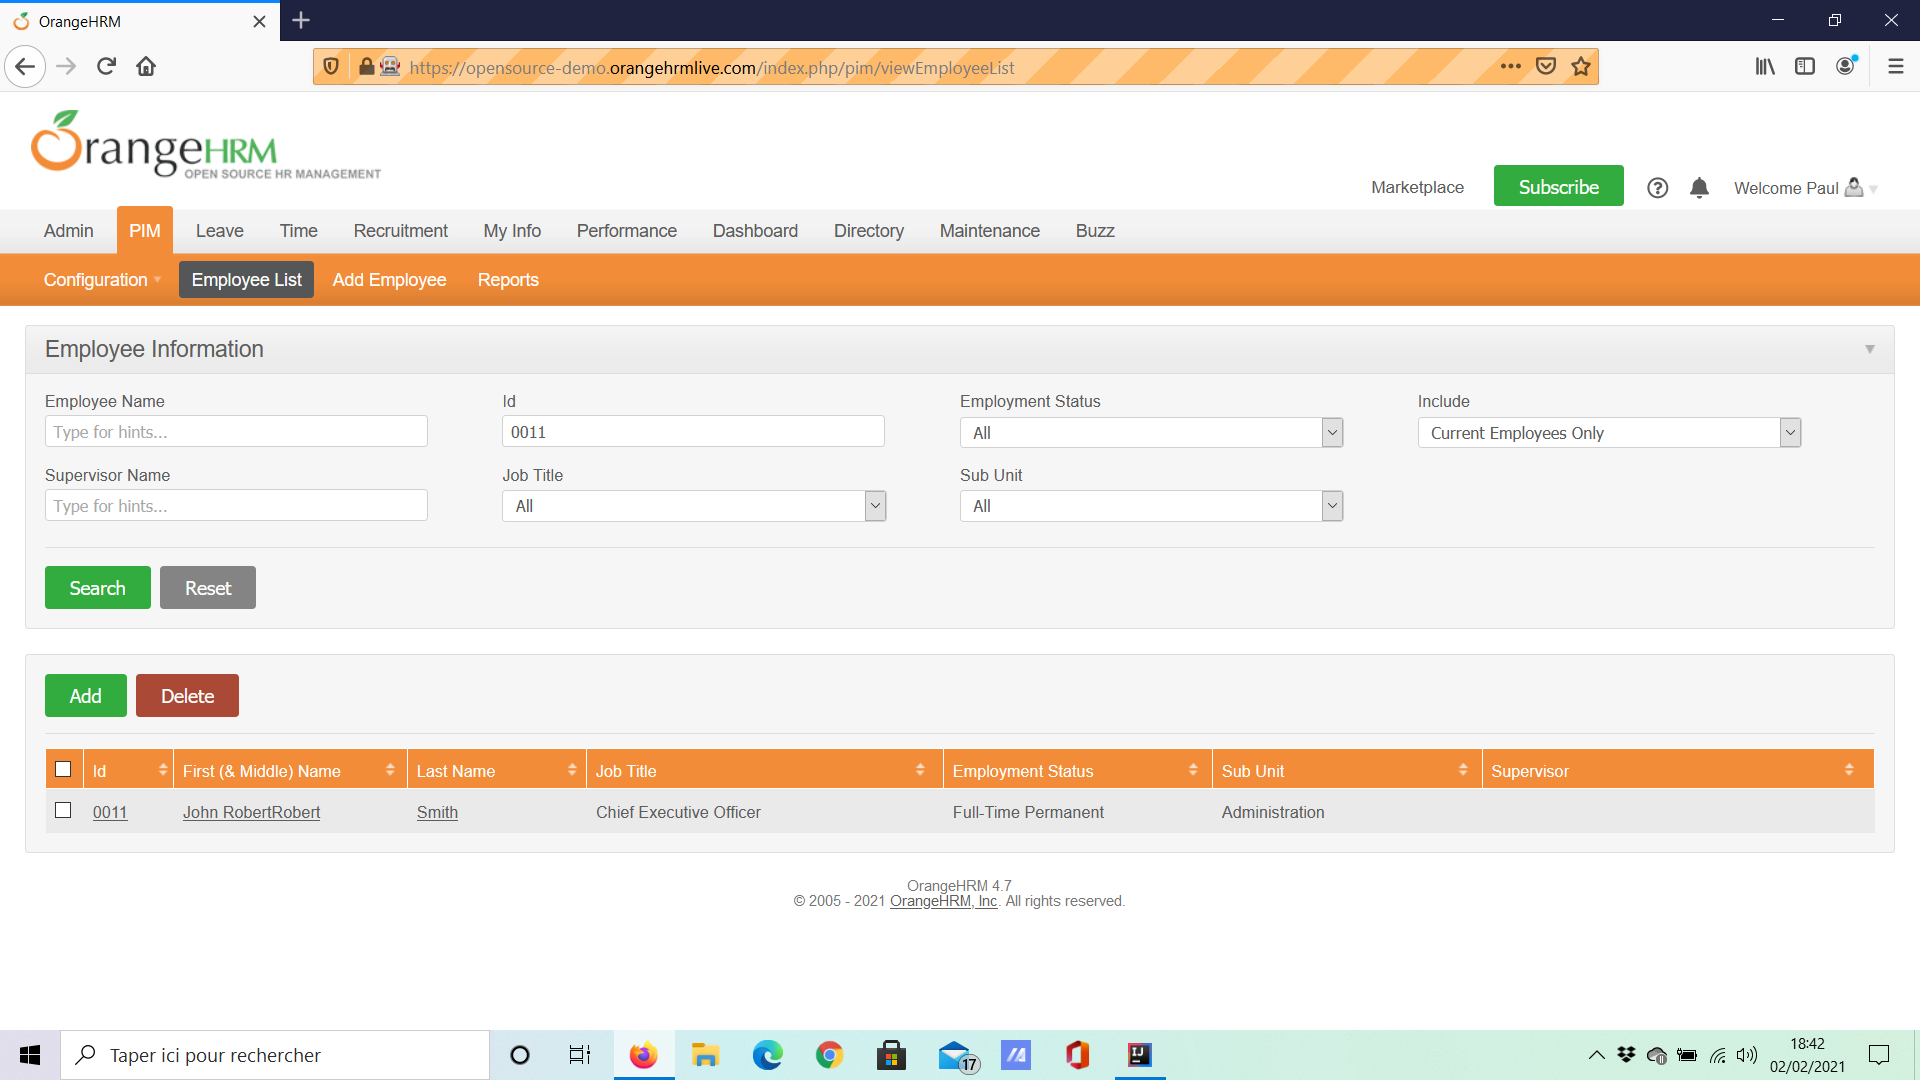 OrangeHRM
https://opensource-demo.orangehrmlive.com/index.php/pim/viewEmployeeList
OrangeHRM
OPEN SOURCE HR MANAGEMENT
Marketplace
Subscribe
Welcome Paul
Admin
PIM
Leave
Time
Recruitment
My Info
Performance
Dashboard
Directory
Maintenance
Buzz
Configuration
Employee List
Add Employee
Reports
Employee Information
Employee Name
Id
Employment Status
Include
Type for hints...
0011
All
Current Employees Only
Supervisor Name
Job Title
Sub Unit
Type for hints...
All
All
Search
Reset
Add
Delete
Id
First (& Middle) Name
Last Name
Job Title
Employment Status
Sub Unit
Supervisor
0011
John RobertRobert
Smith
Chief Executive Officer
Full-Time Permanent
Administration
OrangeHRM 4.7
© 2005 - 2021 OrangeHRM, Inc. All rights reserved.
Taper ici pour rechercher
17
IJ
18:42
02/02/2021